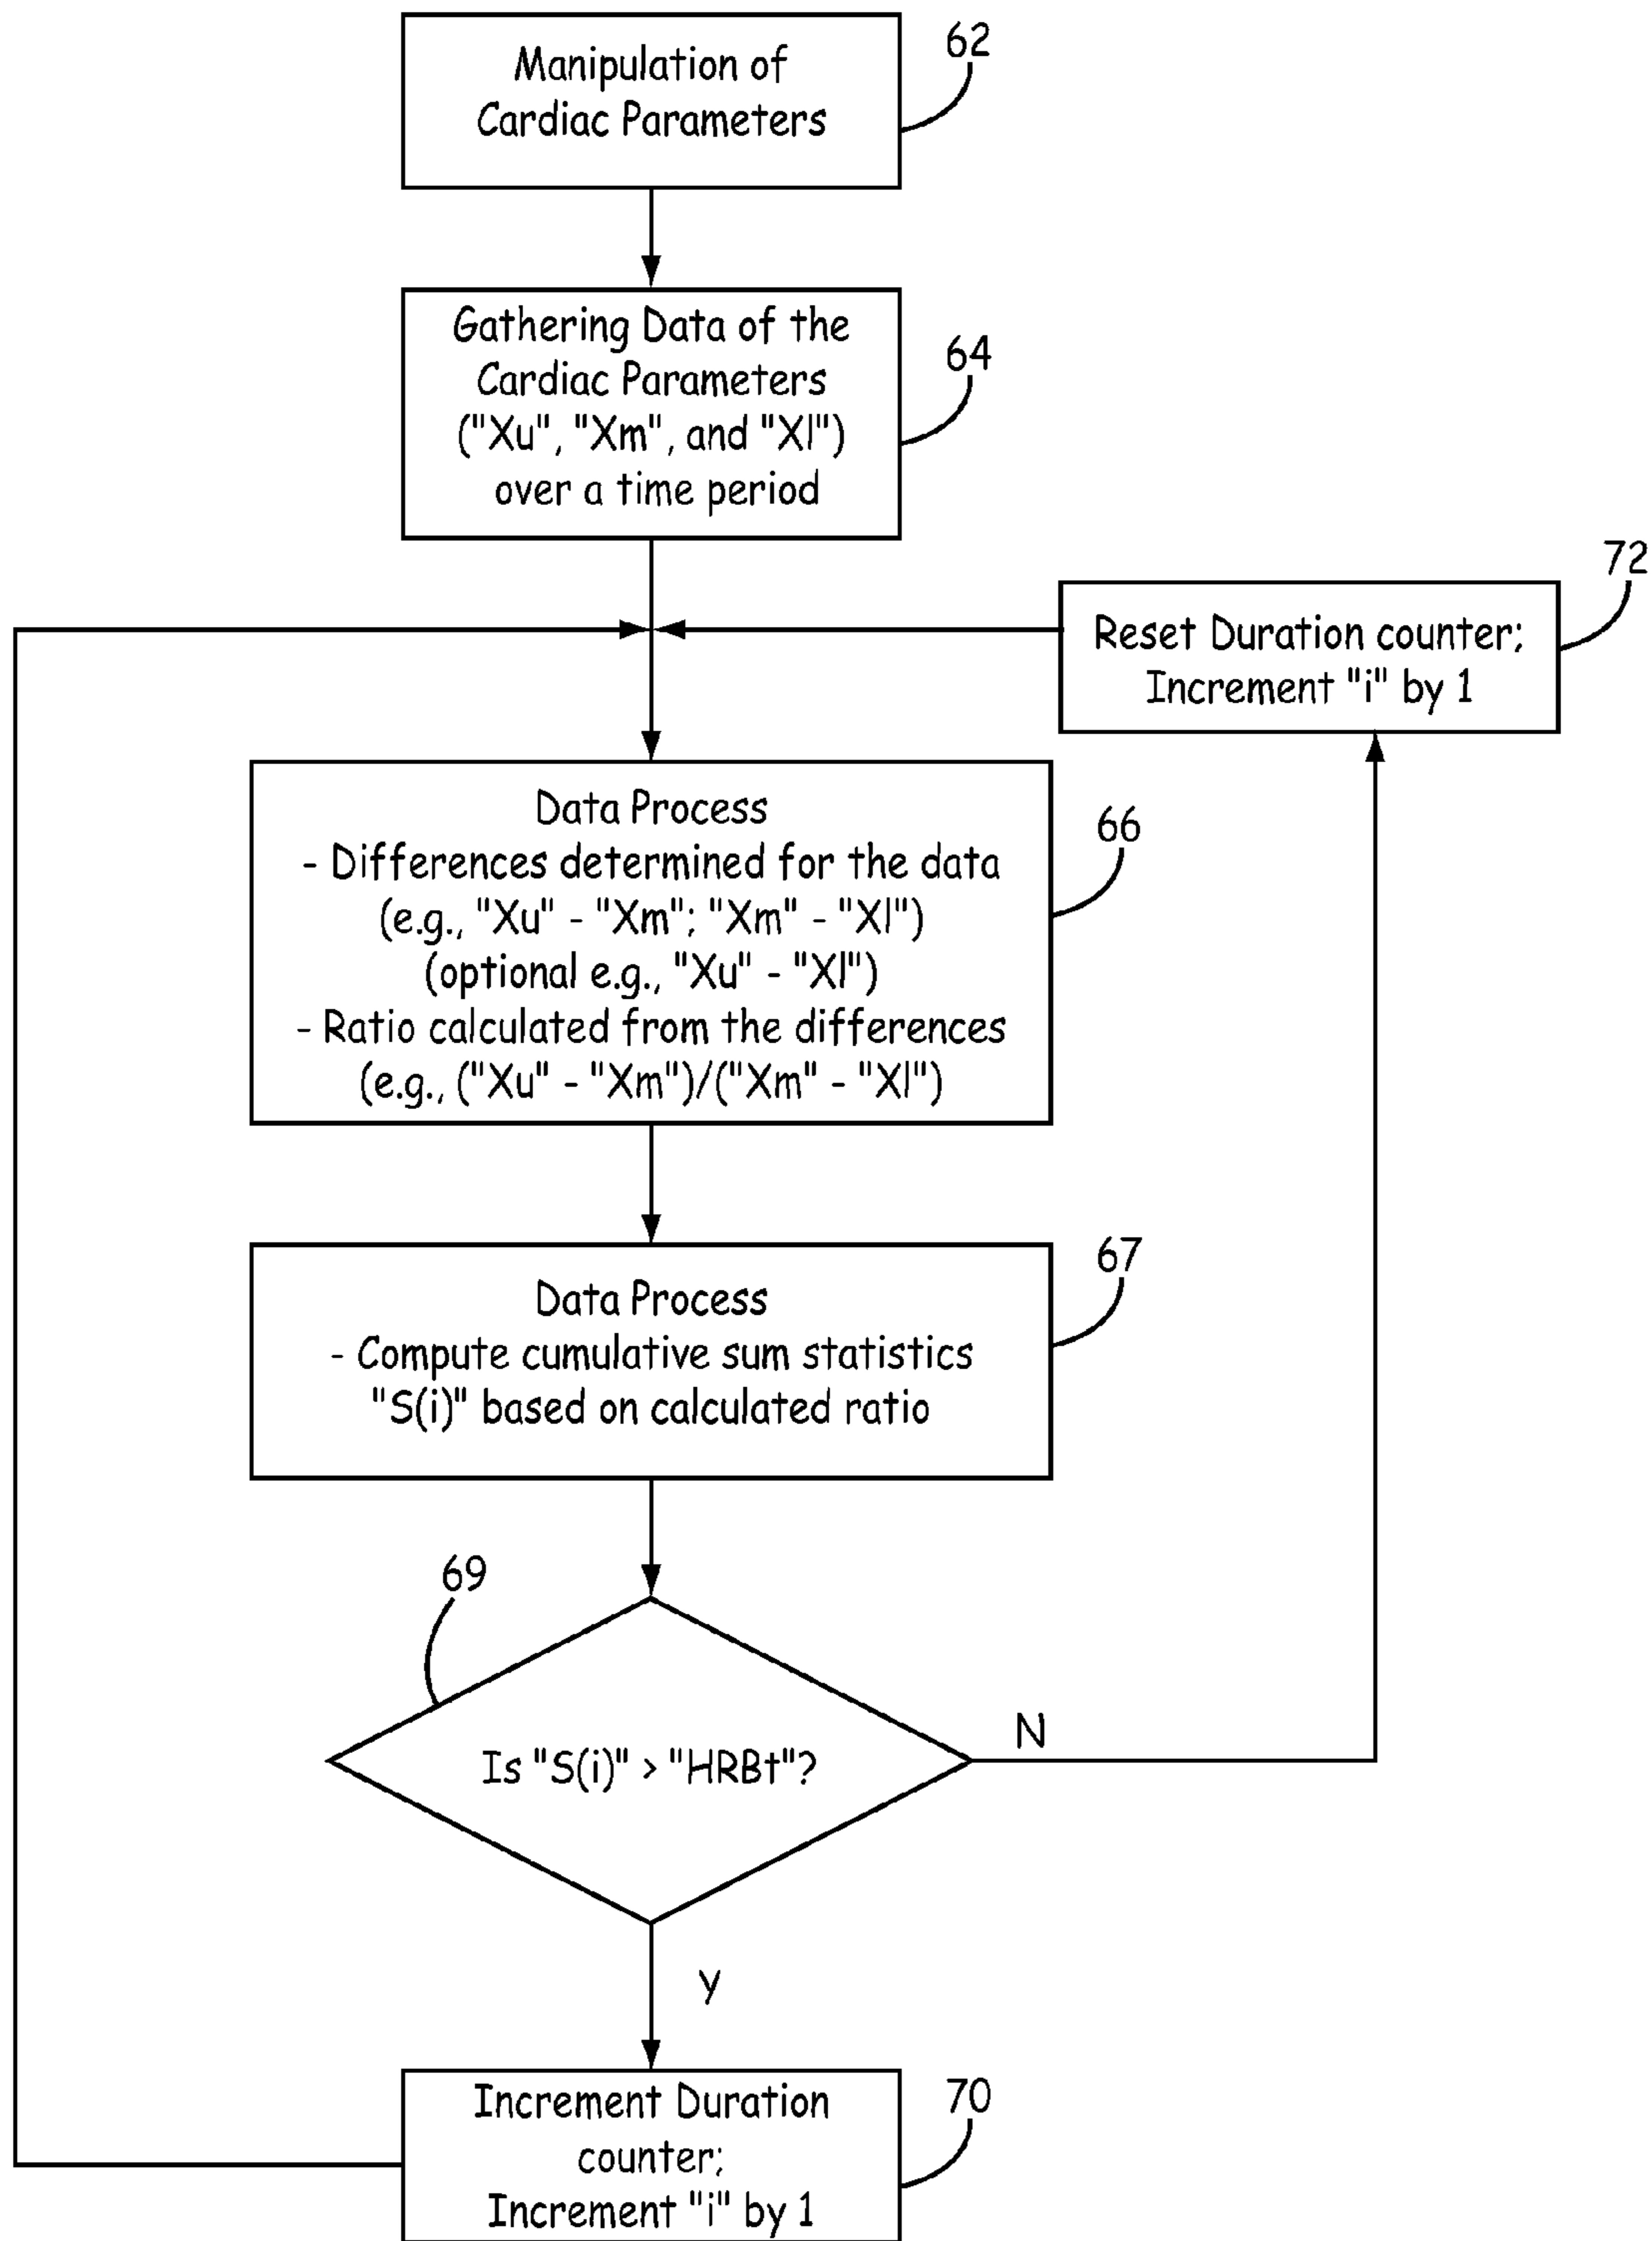 Manipulation of
Cardiac Parameters
62
Gathering Data of the
Cardiac Parameters
("Xu", "Xm", and "Xl")
over a time period
64
72
Reset Duration counter;
Increment "i" by 1
Data Process
- Differences determined for the data
(e.g., "Xu" - "Xm"; "Xm" - "Xl")
(optional e.g., "Xu" - "Xl")
- Ratio calculated from the differences
(e.g., ("Xu" - "Xm")/("Xm" - "Xl")
66
Data Process
- Compute cumulative sum statistics
"S(i)" based on calculated ratio
67
69
Is "S(i)" > "HRBt"?
N
y
Increment Duration
counter;
Increment "i" by 1
70